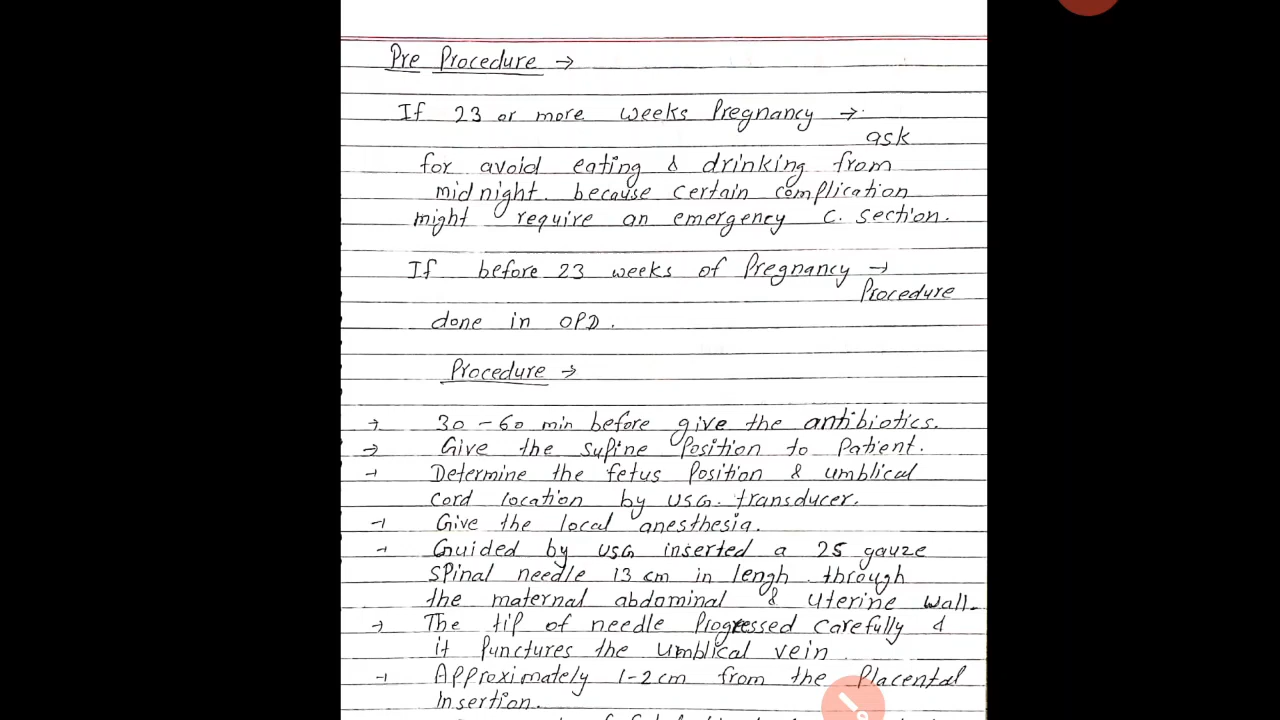 Pre Procedure →
If 23 or more weeks Pregnancy →
ask
for avoid eating & drinking from
midnight. because certain complication
might require an emergency C. section.
If before 23 weeks of Pregnancy →
Procedure
done in OPD.
Procedure →
→ 30 - 60 min before give the antibiotics.
→ Give the supine Position to Patient.
→ Determine the fetus Position & umblical
cord location by USG. transducer.
→ Give the local anesthesia.
→ Guided by USG inserted a 25 gauze
Spinal needle 13 cm in lengh through
the maternal abdominal & Uterine wall.
→ The tip of needle Progressed carefully &
it Punctures the Umblical vein.
→ Approximately 1-2cm from the Placental
Insertion.